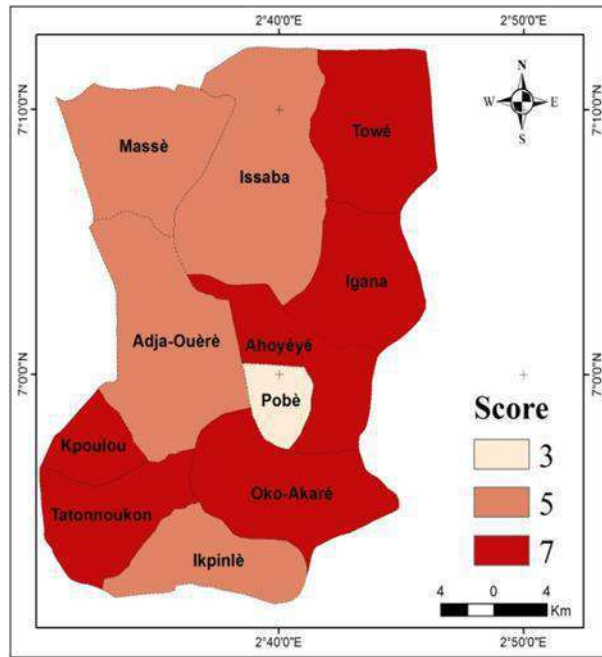 2°40'0"E 2°50'0"E
7°10'0"N
7°10'0"N
N
W E
S
Towé
Massè
Issaba
Igana
Adja-Ouèrè
Ahoyéyé
7°0'0"N
7°0'0"N
Pobè
Score
Kpoulou
3
5
Oko-Akaré
Tatonnoukon
7
Ikpinlè
4 0 4
Km
2°40'0"E 2°50'0"E